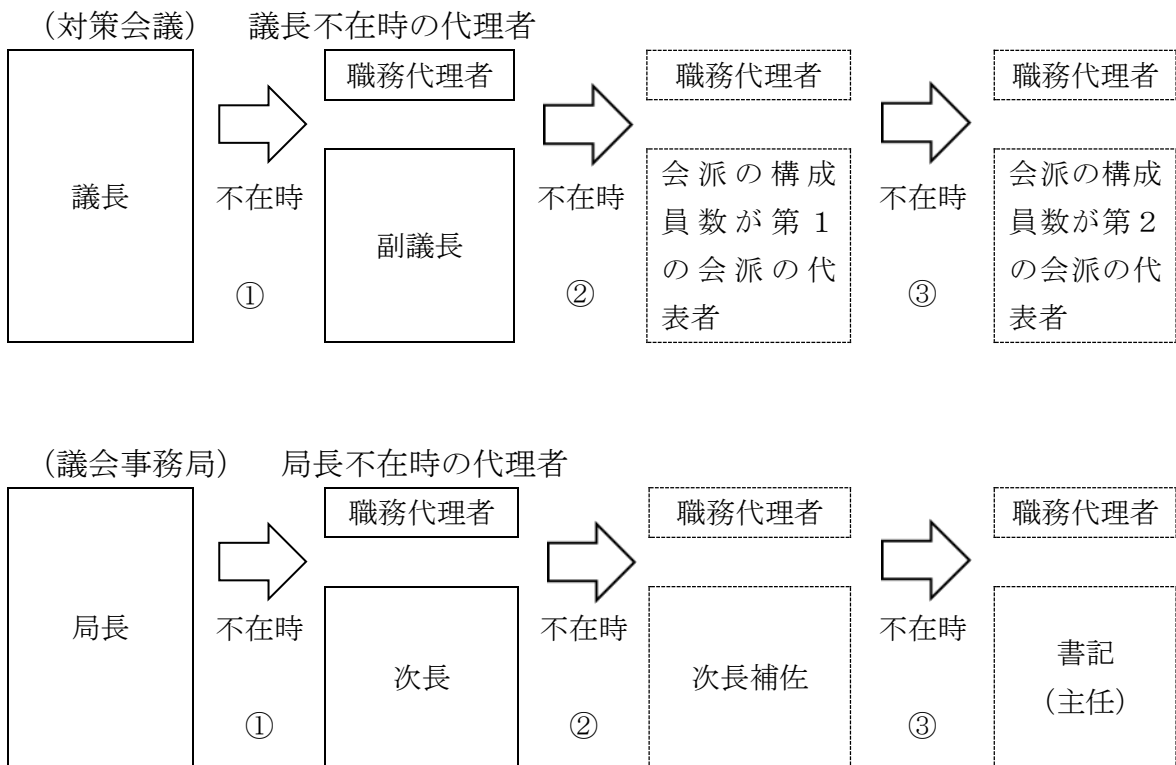 （対策会議）　議長不在時の代理者
議長
不在時
①
職務代理者
副議長
不在時
②
職務代理者
会派の構成
員数が第１
の会派の代
表者
不在時
③
職務代理者
会派の構成
員数が第２
の会派の代
表者
（議会事務局）　局長不在時の代理者
局長
不在時
①
職務代理者
次長
不在時
②
職務代理者
次長補佐
不在時
③
職務代理者
書記
（主任）